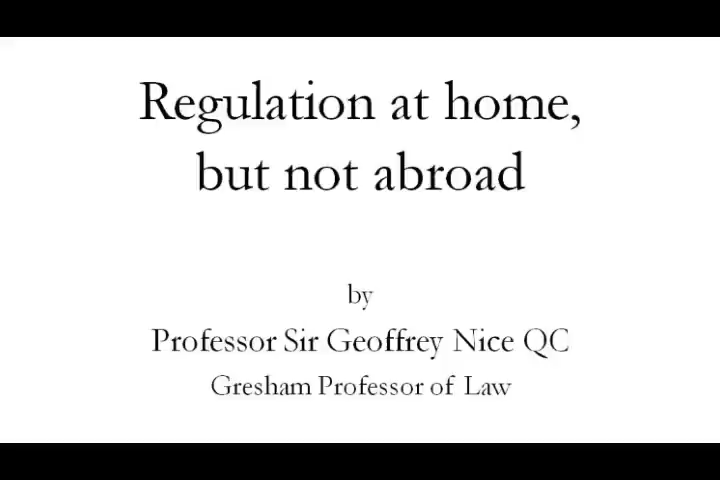 Regulation at home,
but not abroad
by
Professor Sir Geoffrey Nice QC
Gresham Professor of Law